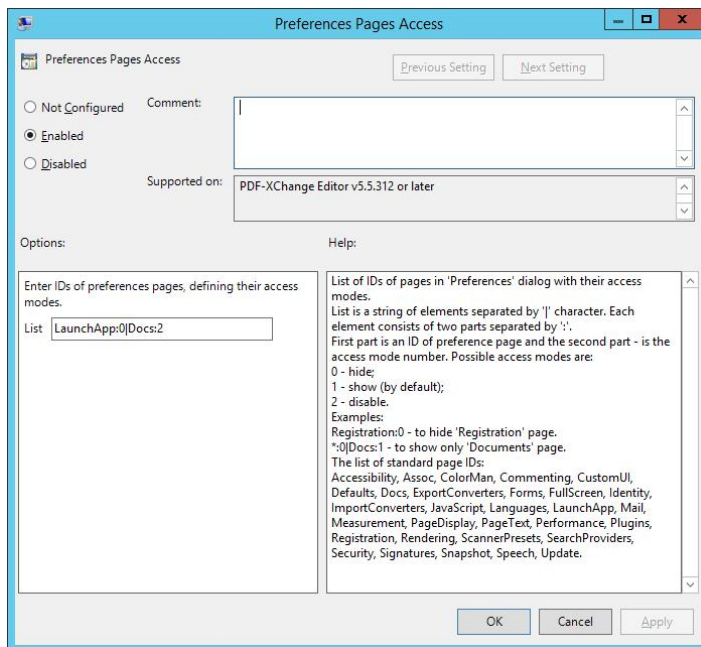 Preferences Pages Access
Preferences Pages Access
Previous Setting
Next Setting
Not Configured
Comment:
Enabled
Disabled
Supported on:
PDF-XChange Editor v5.5.312 or later
Options:
Help:
Enter IDs of preferences pages, defining their access
modes.
List LaunchApp:0|Docs:2
List of IDs of pages in 'Preferences' dialog with their access
modes.
List is a string of elements separated by '|' character. Each
element consists of two parts separated by ':'.
First part is an ID of preference page and the second part - is the
access mode number. Possible access modes are:
0 - hide;
1 - show (by default);
2 - disable.
Examples:
Registration:0 - to hide 'Registration' page.
*:0|Docs:1 - to show only 'Documents' page.
The list of standard page IDs:
Accessibility, Assoc, ColorMan, Commenting, CustomUI,
Defaults, Docs, ExportConverters, Forms, FullScreen, Identity,
ImportConverters, JavaScript, Languages, LaunchApp, Mail,
Measurement, PageDisplay, PageText, Performance, Plugins,
Registration, Rendering, ScannerPresets, SearchProviders,
Security, Signatures, Snapshot, Speech, Update.
OK
Cancel
Apply